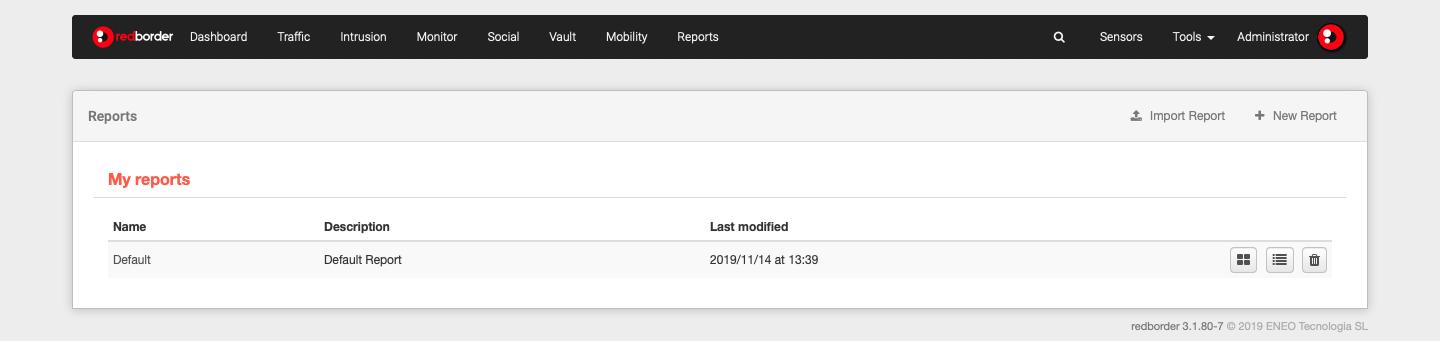 redborder Dashboard Traffic Intrusion Monitor Social Vault Mobility Reports Sensors Tools Administrator
Reports Import Report New Report
My reports
Name Description Last modified
Default Default Report 2019/11/14 at 13:39
redborder 3.1.80-7 © 2019 ENEO Tecnologia SL